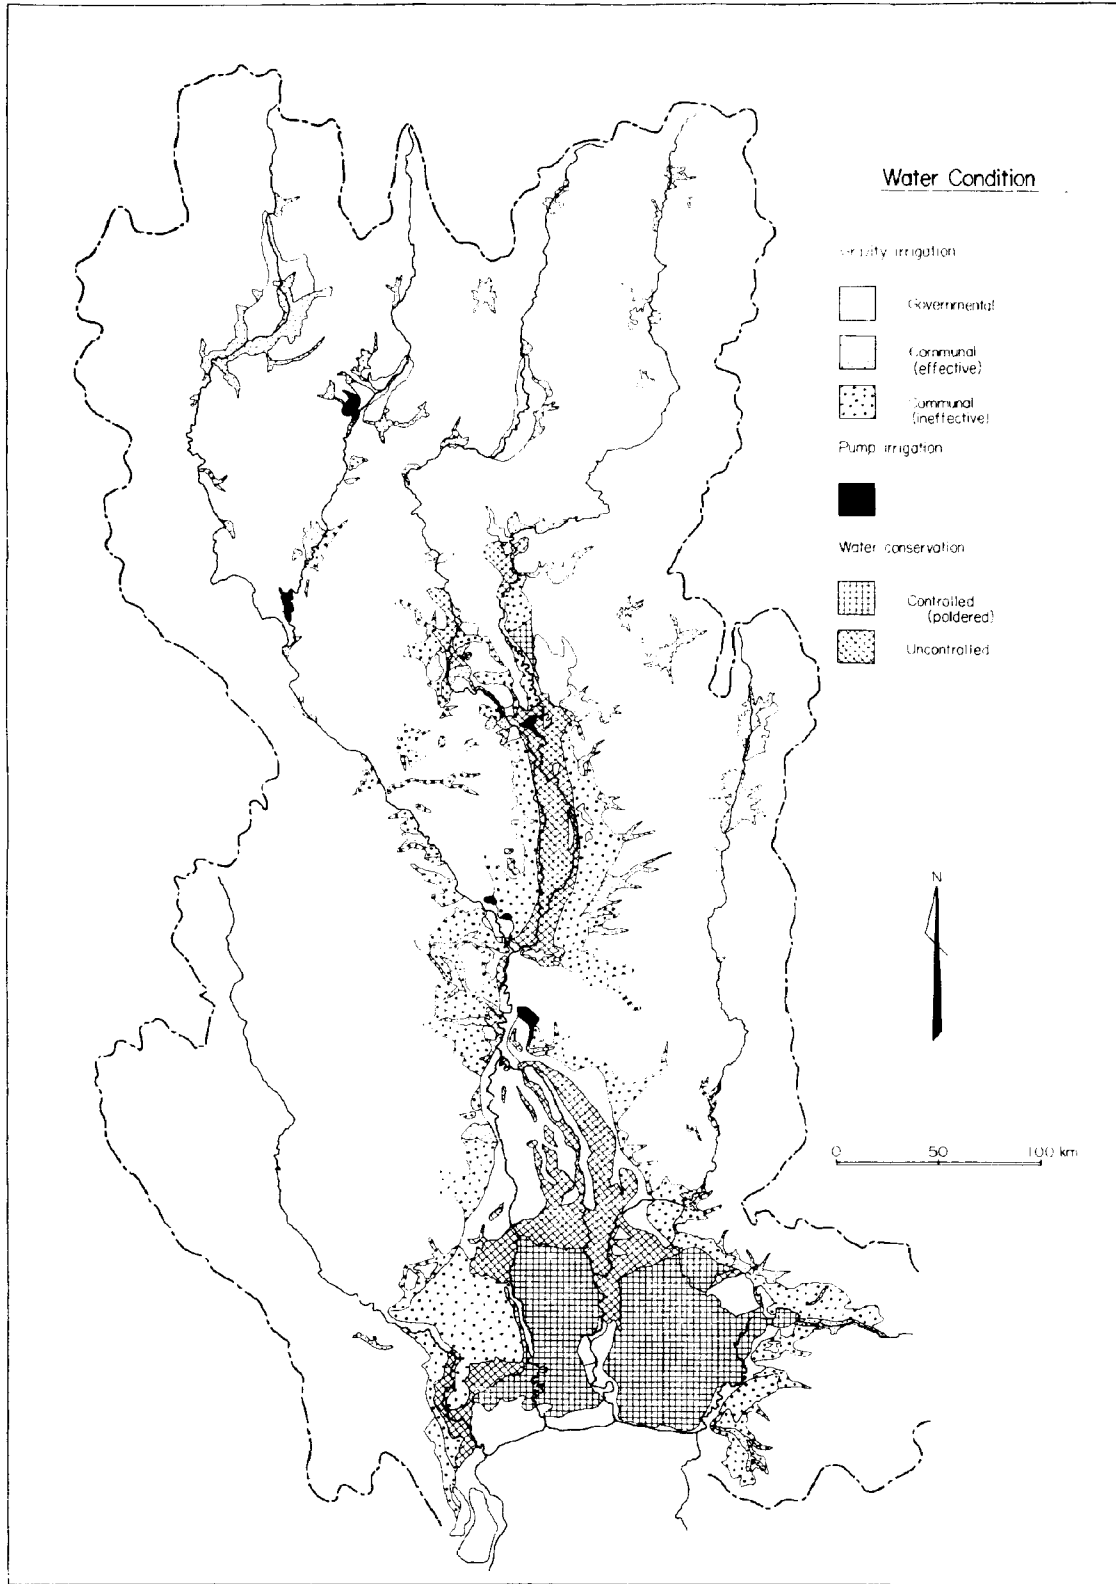 Water Condition
Gravity irrigation
Governmental
Communal
(effective)
Communal
(ineffective)
Pump irrigation
Water conservation
Controlled
(poldered)
Uncontrolled
N
0 50 100 km